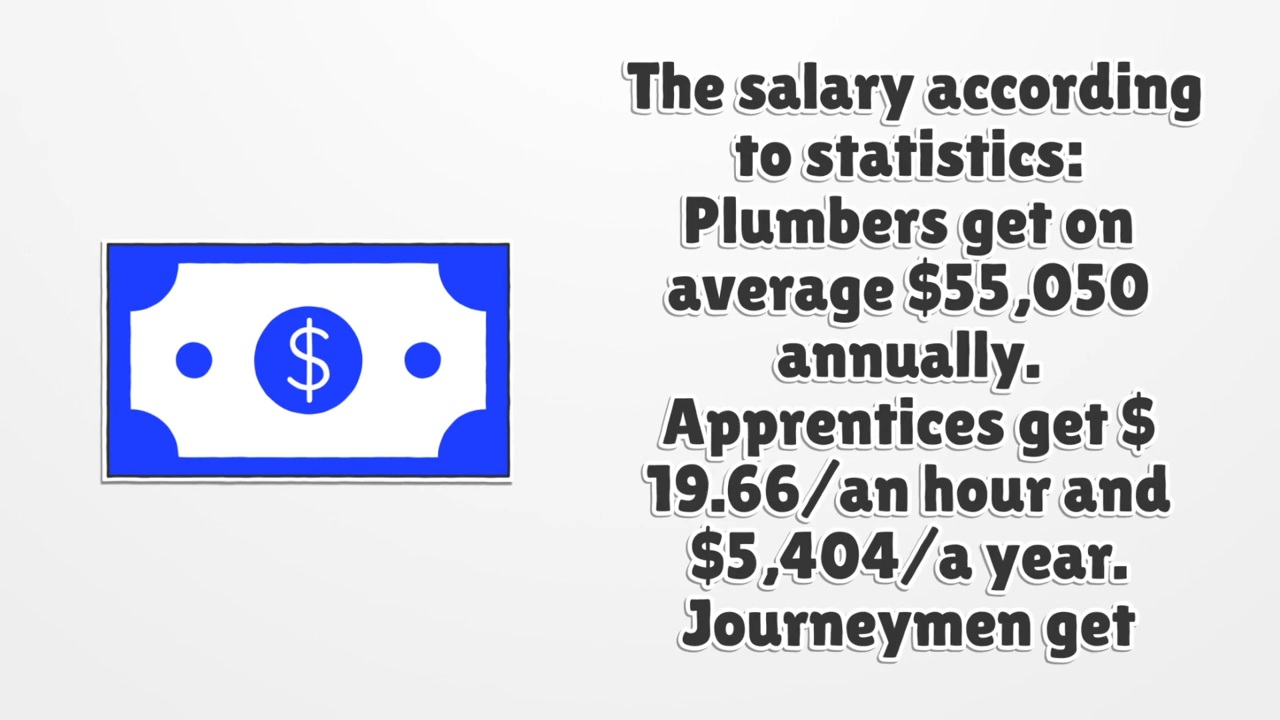 The salary according
to statistics:
Plumbers get on
average $55,050
annually.
Apprentices get $
19.66/an hour and
$5,404/a year.
Journeymen get
$